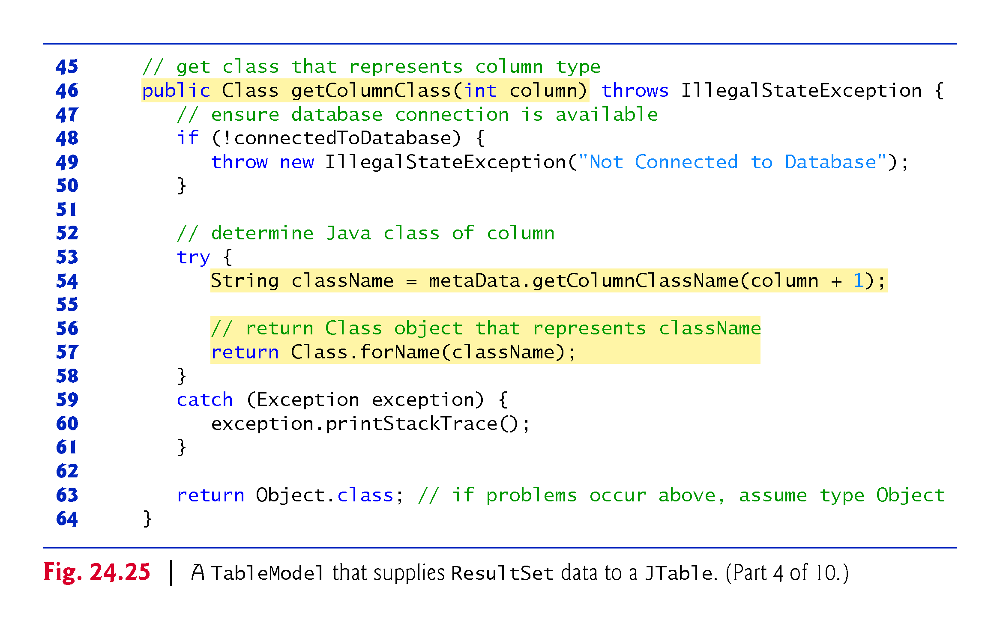 45 // get class that represents column type
46 public Class getColumnClass(int column) throws IllegalStateException {
47 // ensure database connection is available
48 if (!connectedToDatabase) {
49 throw new IllegalStateException("Not Connected to Database");
50 }
51
52 // determine Java class of column
53 try {
54 String className = metaData.getColumnClassName(column + 1);
55
56 // return Class object that represents className
57 return Class.forName(className);
58 }
59 catch (Exception exception) {
60 exception.printStackTrace();
61 }
62
63 return Object.class; // if problems occur above, assume type Object
64 }
Fig. 24.25 | A TableModel that supplies ResultSet data to a JTable. (Part 4 of 10.)